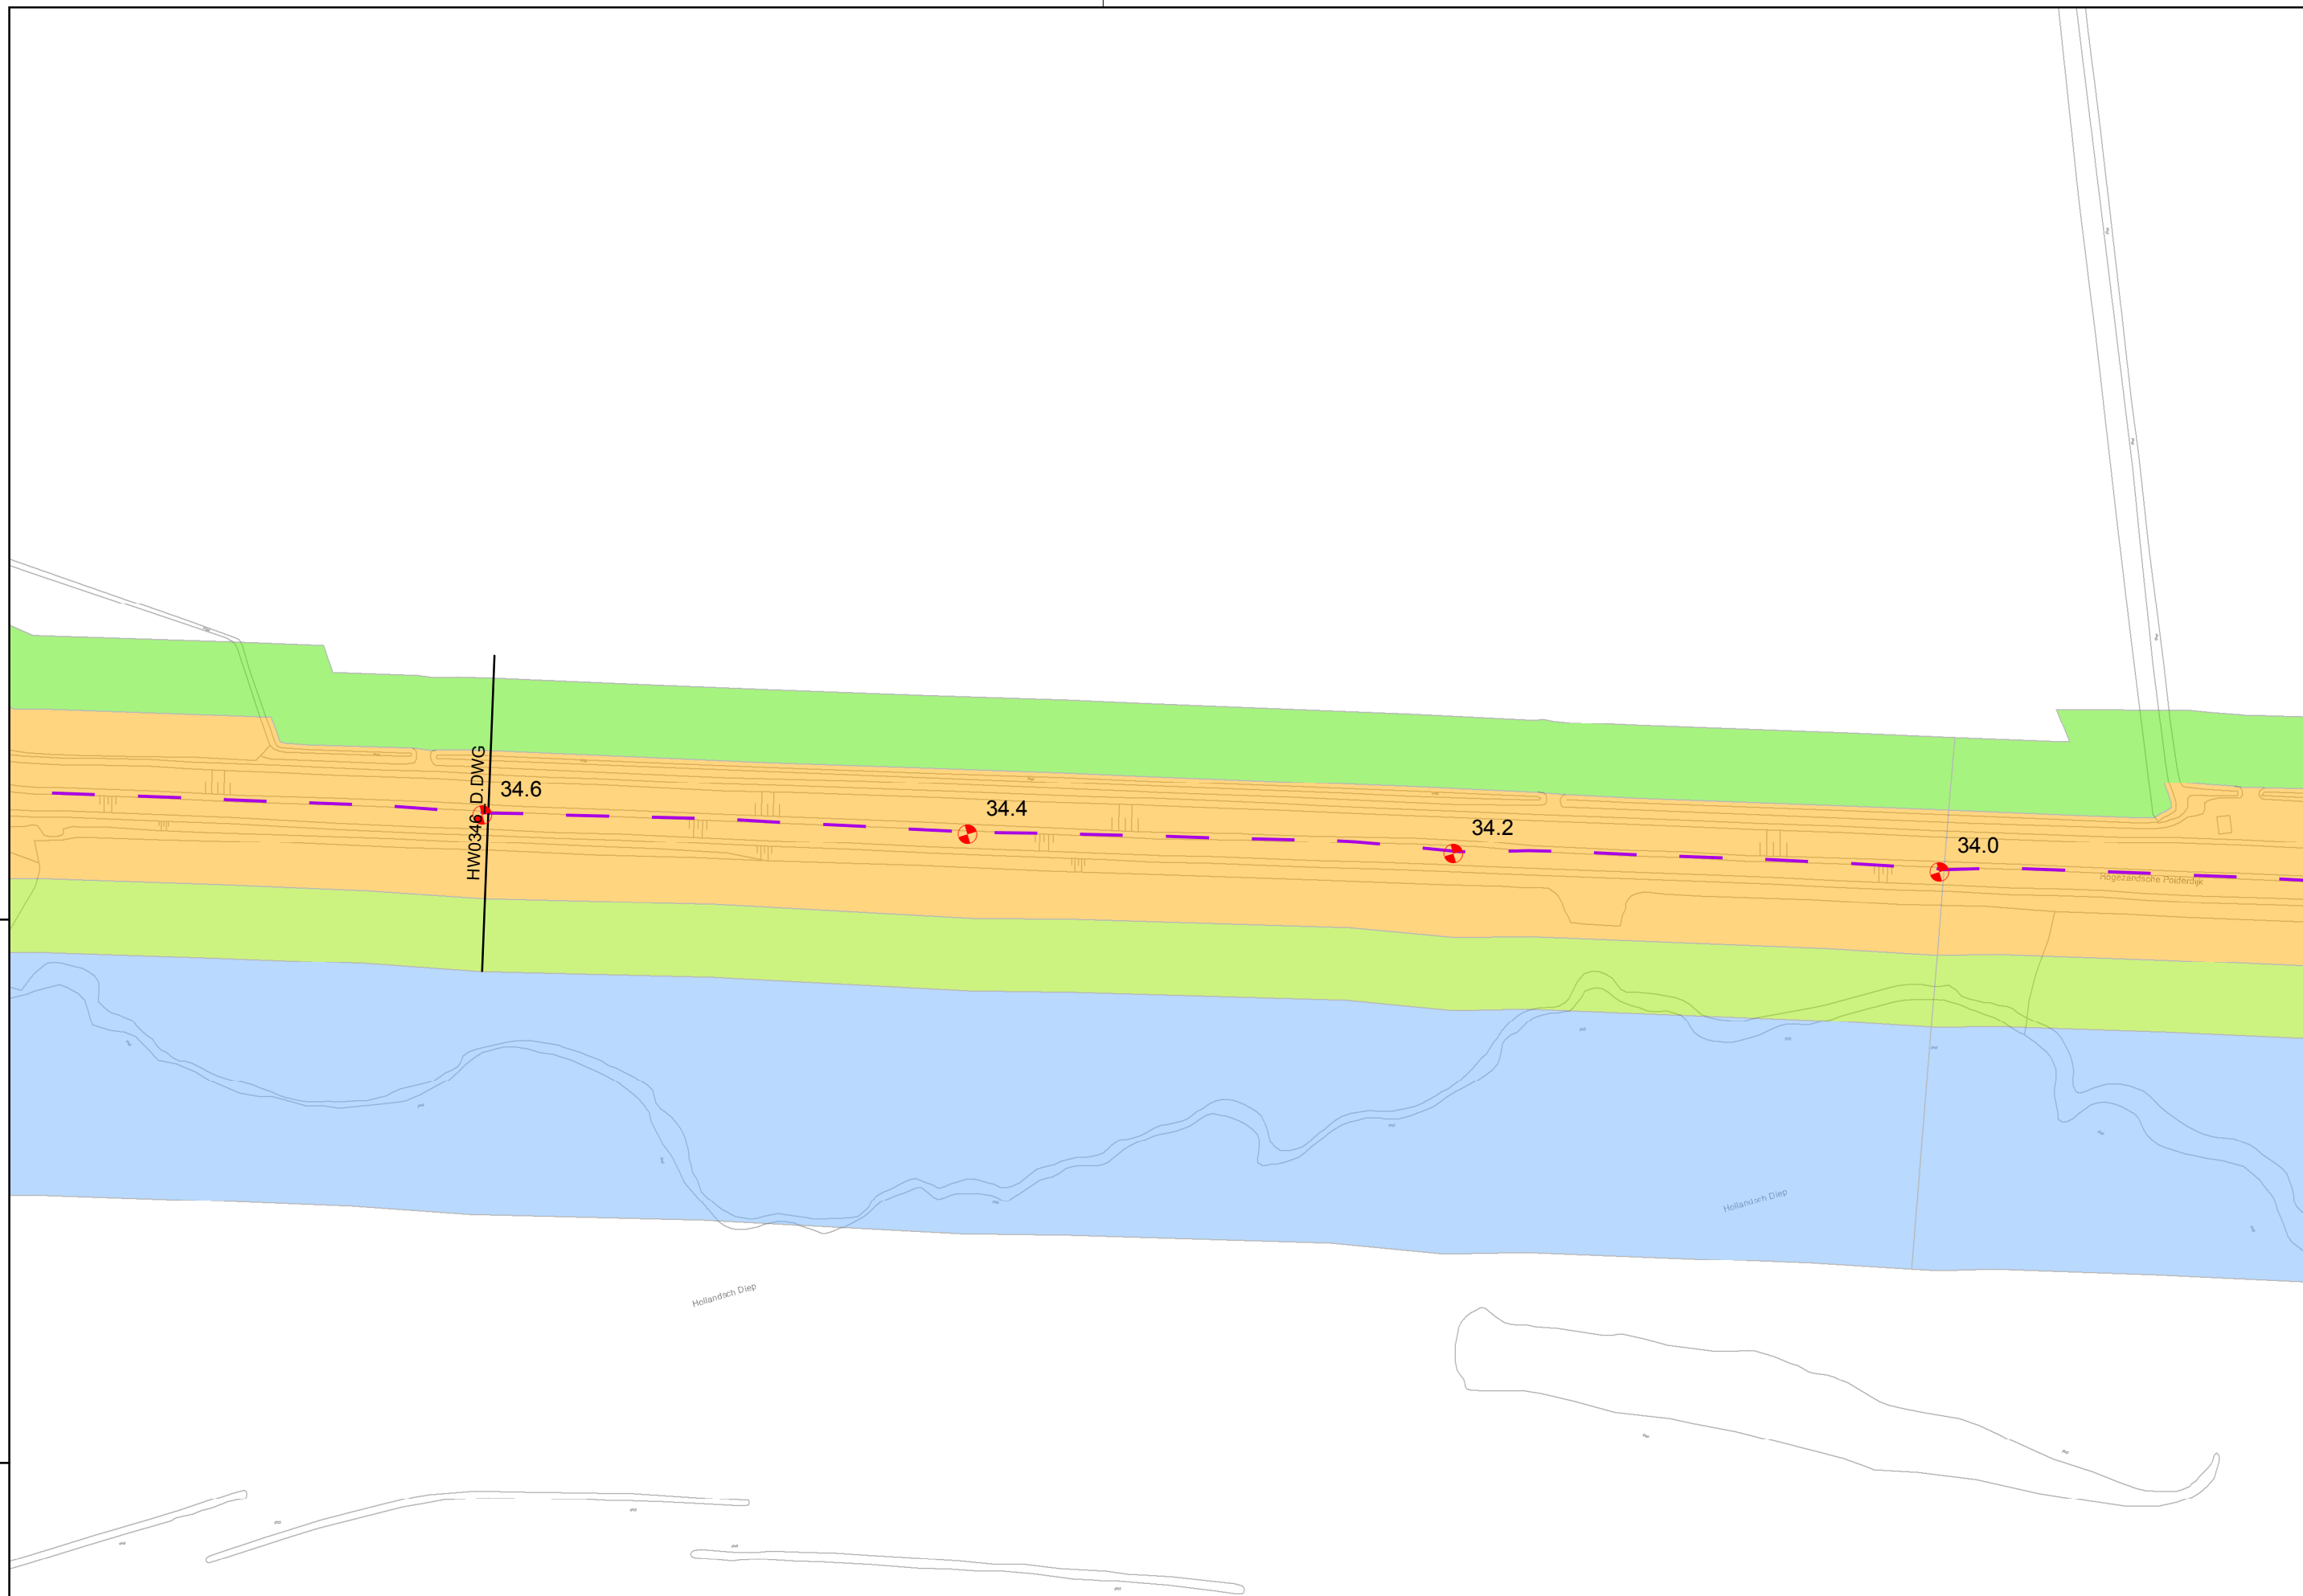 HW0346_D.DWG
34.6
34.4
34.2
34.0
Hogezandsche Polderdijk
Hollandsch Diep
Hollandsch Diep